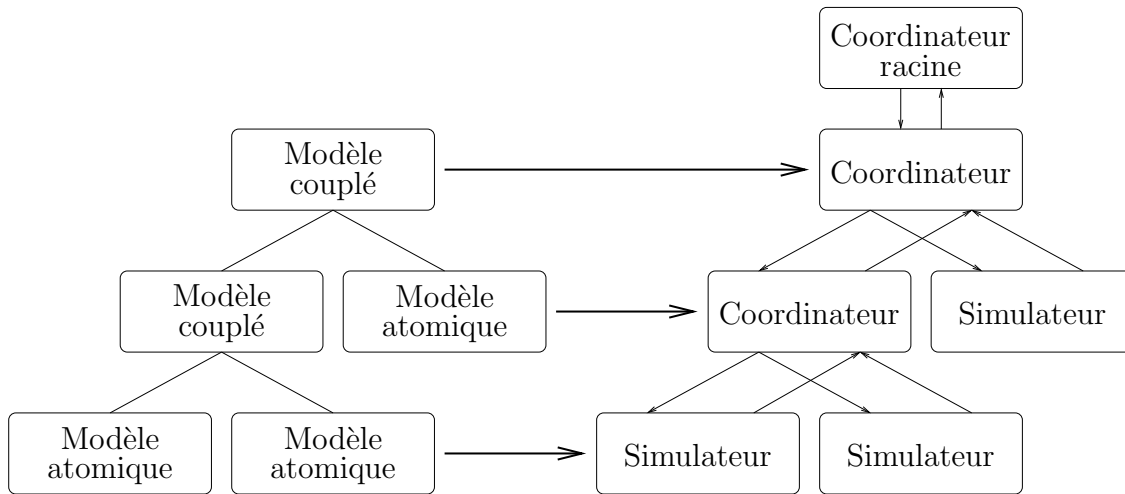 Coordinateur
racine
Modèle
couplé
Coordinateur
Modèle
couplé
Modèle
atomique
Coordinateur
Simulateur
Modèle
atomique
Modèle
atomique
Simulateur
Simulateur